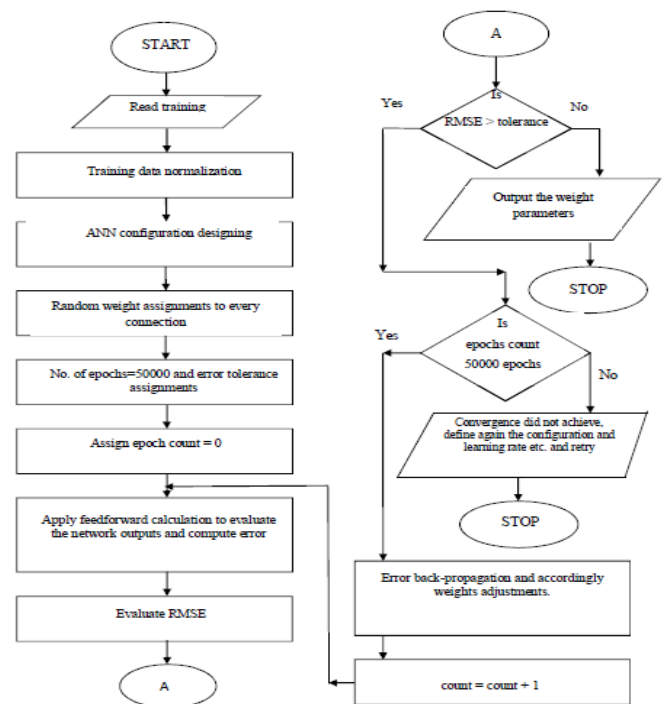 START
Read training
Training data normalization
ANN configuration designing
Random weight assignments to every
connection
No. of epochs=50000 and error tolerance
assignments
Assign epoch count = 0
Apply feedforward calculation to evaluate
the network outputs and compute error
Evaluate RMSE
A
A
Is
RMSE > tolerance
Yes
No
Output the weight
parameters
STOP
Is
epochs count
50000 epochs
Yes
No
Convergence did not achieve,
define again the configuration and
learning rate etc. and retry
STOP
Error back-propagation and accordingly
weights adjustments.
count = count + 1